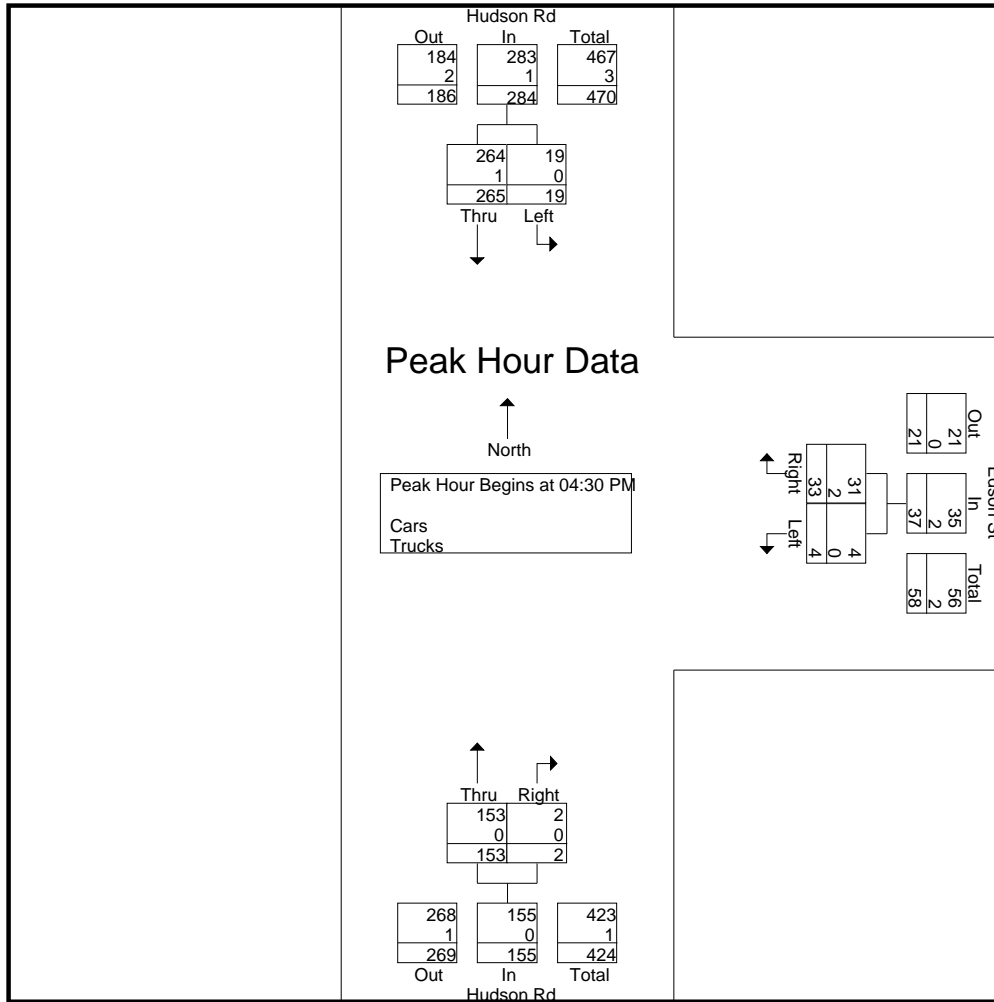 Hudson Rd
Out In Total
184 283 467
2 1 3
186 284 470
264 19
1 0
265 19
Thru Left
Peak Hour Data
North
Peak Hour Begins at 04:30 PM
Cars
Trucks
Right Left
31 4
2 0
33 4
Out In Total
21 35 56
0 2 2
21 37 58
Thru Right
153 2
0 0
153 2
268 155 423
1 0 1
269 155 424
Out In Total
Hudson Rd